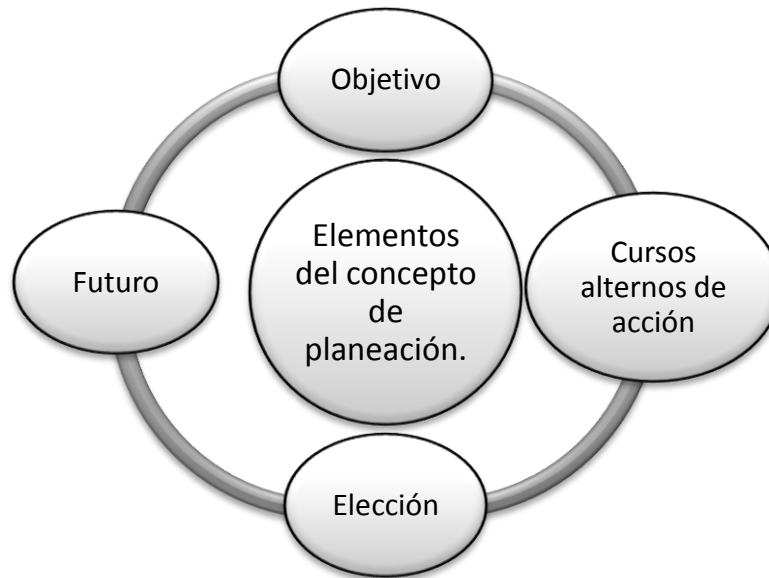 Objetivo
Elementos
del concepto
de
planeación.
Cursos
alternos de
acción
Futuro
Elección